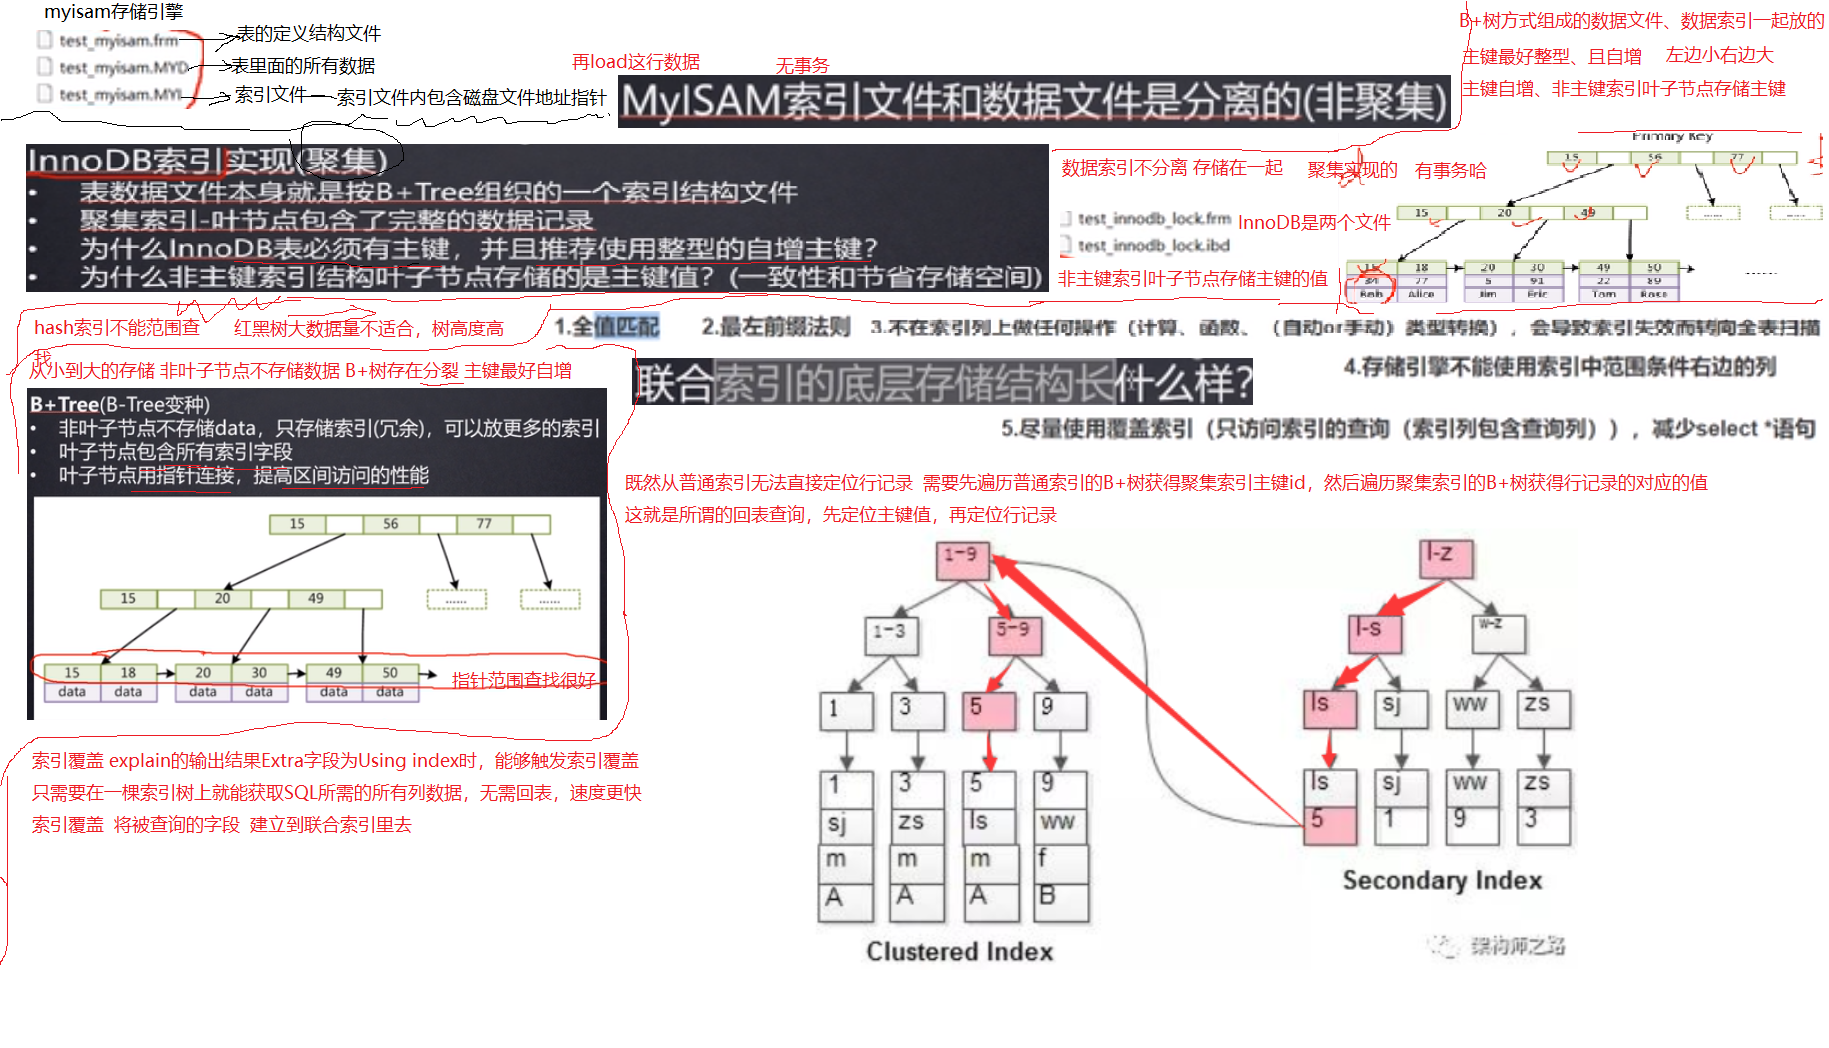 myisam存储引擎
test_myisam.frm
表的定义结构文件
test_myisam.MYD
表里面的所有数据
test_myisam.MYI
索引文件
索引文件内包含磁盘文件地址指针
再load这行数据
无事务
MyISAM索引文件和数据文件是分离的(非聚集)
B+树方式组成的数据文件、数据索引一起放的
主键最好整型、且自增
左边小右边大
主键自增、非主键索引叶子节点存储主键
InnoDB索引实现(聚集)
• 表数据文件本身就是按B+Tree组织的一个索引结构文件
• 聚集索引-叶节点包含了完整的数据记录
• 为什么InnoDB表必须有主键，并且推荐使用整型的自增主键？
• 为什么非主键索引结构叶子节点存储的是主键值？(一致性和节省存储空间)
数据索引不分离 存储在一起
聚集实现的
有事务哈
test_innodb_lock.frm
InnoDB是两个文件
test_innodb_lock.ibd
非主键索引叶子节点存储主键的值
Primary Key
15 56 77
15 20 49
...... ......
15 18 20 30 49 50
34 77 5 91 22 89
Bob Alice Jim Eric Tom Rose
......
hash索引不能范围查
找
红黑树大数据量不适合，树高度高
从小到大的存储 非叶子节点不存储数据 B+树存在分裂 主键最好自增
1.全值匹配
2.最左前缀法则
3.不在索引列上做任何操作（计算、函数、（自动or手动）类型转换），会导致索引失效而转向全表扫描
联合索引的底层存储结构长什么样?
4.存储引擎不能使用索引中范围条件右边的列
5.尽量使用覆盖索引（只访问索引的查询（索引列包含查询列）），减少select *语句
B+Tree(B-Tree变种)
• 非叶子节点不存储data，只存储索引(冗余)，可以放更多的索引
• 叶子节点包含所有索引字段
• 叶子节点用指针连接，提高区间访问的性能
15 56 77
15 20 49
...... ......
15 18 20 30 49 50
data data data data data data
指针范围查找很好
既然从普通索引无法直接定位行记录 需要先遍历普通索引的B+树获得聚集索引主键id，然后遍历聚集索引的B+树获得行记录的对应的值
这就是所谓的回表查询，先定位主键值，再定位行记录
1-9
1-3 5-9
1 3 5 9
1 3 5 9
sj zs ls ww
m m m f
A A A B
Clustered Index
l-z
l-s w-z
ls sj ww zs
ls sj ww zs
5 1 9 3
Secondary Index
架构师之路
索引覆盖 explain的输出结果Extra字段为Using index时，能够触发索引覆盖
只需要在一棵索引树上就能获取SQL所需的所有列数据，无需回表，速度更快
索引覆盖 将被查询的字段 建立到联合索引里去